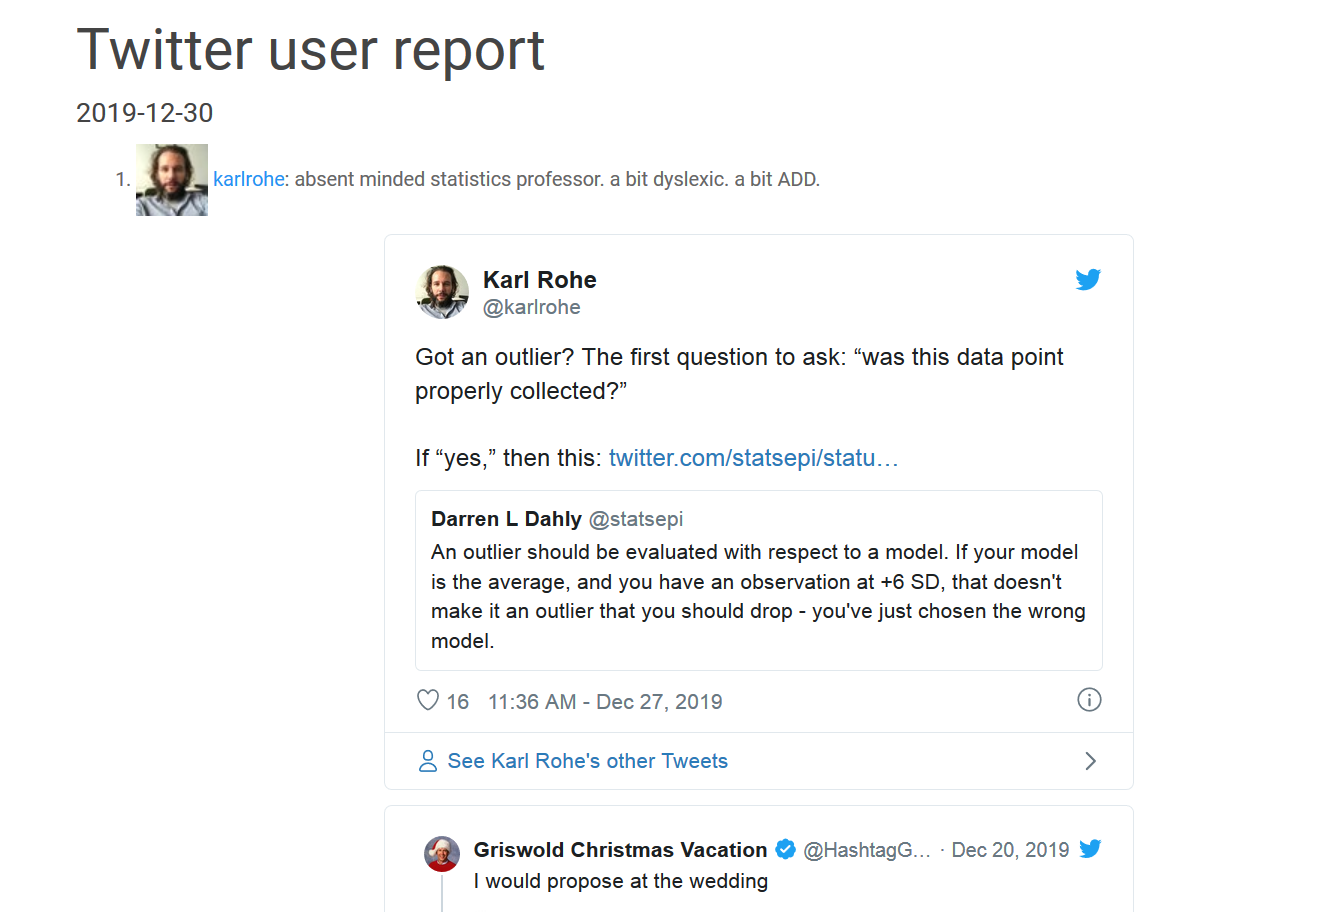 Twitter user report
2019-12-30
1. karlrohe: absent minded statistics professor. a bit dyslexic. a bit ADD.
Karl Rohe
@karlrohe
Got an outlier? The first question to ask: “was this data point
properly collected?”
If “yes,” then this: twitter.com/statsepi/statu…
Darren L Dahly @statsepi
An outlier should be evaluated with respect to a model. If your model
is the average, and you have an observation at +6 SD, that doesn't
make it an outlier that you should drop - you've just chosen the wrong
model.
16 11:36 AM - Dec 27, 2019
See Karl Rohe's other Tweets
Griswold Christmas Vacation @HashtagG… · Dec 20, 2019
I would propose at the wedding